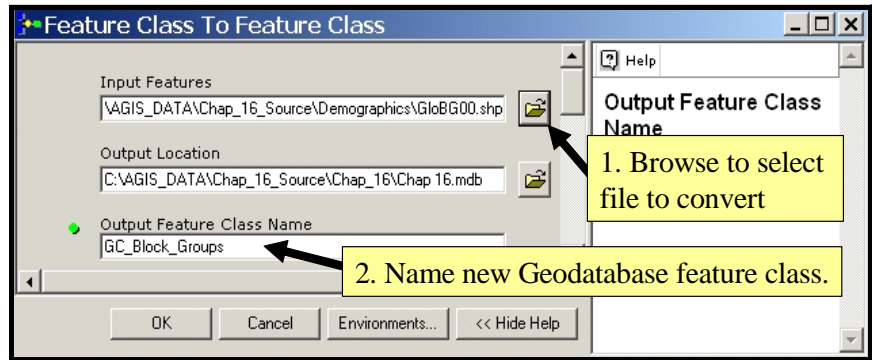 Feature Class To Feature Class
Input Features
\AGIS_DATA\Chap_16_Source\Demographics\GloBG00.shp
Output Location
C:\AGIS_DATA\Chap_16_Source\Chap_16\Chap 16.mdb
Output Feature Class Name
GC_Block_Groups
OK
Cancel
Environments...
<< Hide Help
Help
Output Feature Class
Name
1. Browse to select
file to convert
2. Name new Geodatabase feature class.